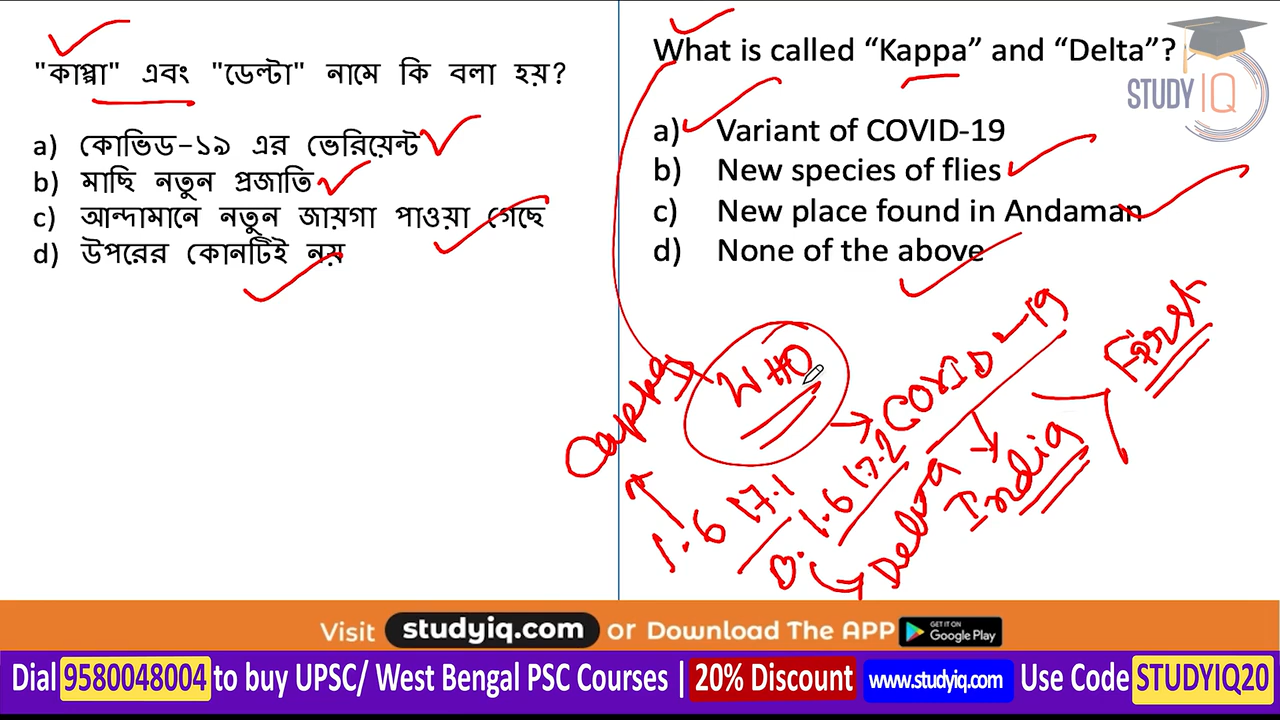 "কাপ্পা" এবং "ডেল্টা" নামে কি বলা হয়?
a) কোভিড-১৯ এর ভেরিয়েন্ট
b) মাছি নতুন প্রজাতি
c) আন্দামানে নতুন জায়গা পাওয়া গেছে
d) উপরের কোনটিই নয়
What is called “Kappa” and “Delta”?
a) Variant of COVID-19
b) New species of flies
c) New place found in Andaman
d) None of the above
STUDY IQ
WHO
COVID-19
First
India
1.617.1
B.1.617.2
Delta
Visit studyiq.com or Download The APP GET IT ON Google Play
Dial 9580048004 to buy UPSC/ West Bengal PSC Courses | 20% Discount www.studyiq.com Use Code STUDYIQ20